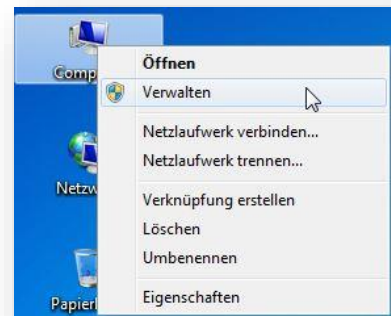 Öffnen
Verwalten
Netzlaufwerk verbinden...
Netzlaufwerk trennen...
Verknüpfung erstellen
Löschen
Umbenennen
Eigenschaften
Comp
Netzw
Papier